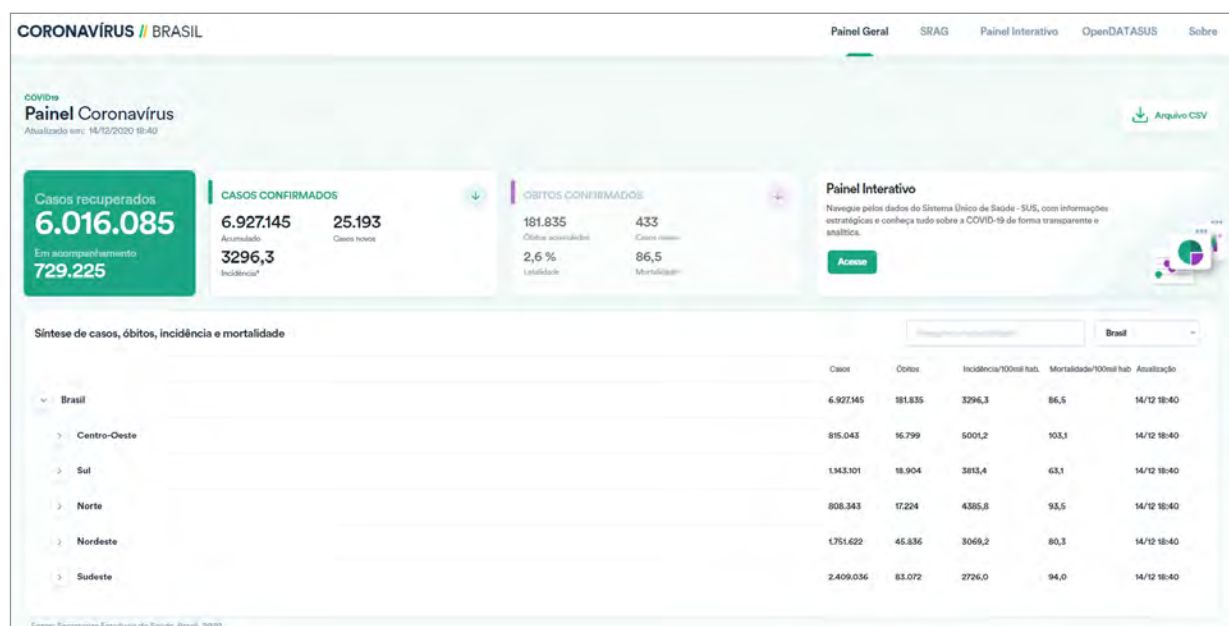 CORONAVÍRUS // BRASIL
Painel Geral SRAG Painel Interativo OpenDATASUS Sobre
COVID19
Painel Coronavírus
Atualizado em: 14/12/2020 18:40
Arquivo CSV
Casos recuperados
6.016.085
Em acompanhamento
729.225
CASOS CONFIRMADOS
6.927.145 25.193
Acumulado Casos novos
3296,3
Incidência*
ÓBITOS CONFIRMADOS
181.835 433
Óbitos acumulados Casos novos
2,6 % 86,5
Letalidade Mortalidade*
Painel Interativo
Navegue pelos dados do Sistema Único de Saúde - SUS, com informações
estratégicas e conheça tudo sobre a COVID-19 de forma transparente e
analítica.
Acesse
Síntese de casos, óbitos, incidência e mortalidade
Brasil
Casos Óbitos Incidência/100mil hab. Mortalidade/100mil hab Atualização
Brasil 6.927.145 181.835 3296,3 86,5 14/12 18:40
Centro-Oeste 815.043 16.799 5001,2 103,1 14/12 18:40
Sul 1.143.101 18.904 3813,4 63,1 14/12 18:40
Norte 808.343 17.224 4385,8 93,5 14/12 18:40
Nordeste 1.751.622 45.836 3069,2 80,3 14/12 18:40
Sudeste 2.409.036 83.072 2726,0 94,0 14/12 18:40